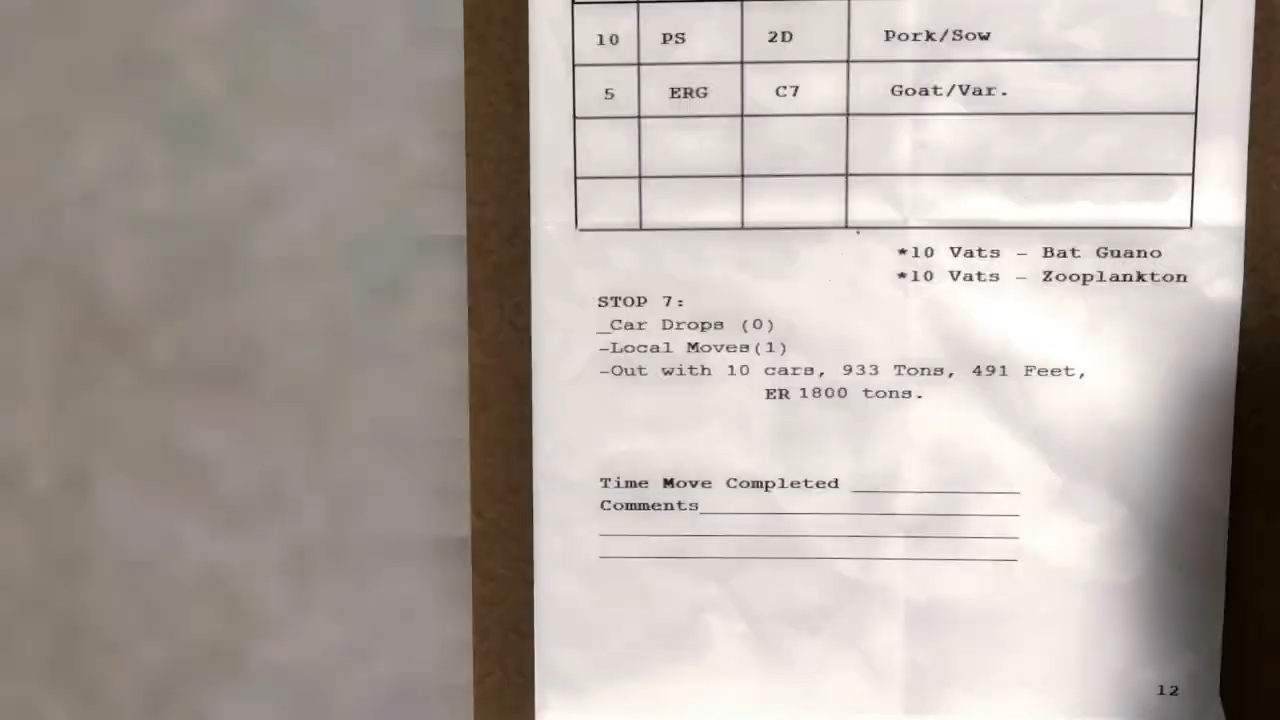 10 PS 2D Pork/Sow
5 ERG C7 Goat/Var.
*10 Vats - Bat Guano
*10 Vats - Zooplankton
STOP 7:
_Car Drops (0)
-Local Moves(1)
-Out with 10 cars, 933 Tons, 491 Feet,
ER 1800 tons.
Time Move Completed ____________
Comments______________________
12